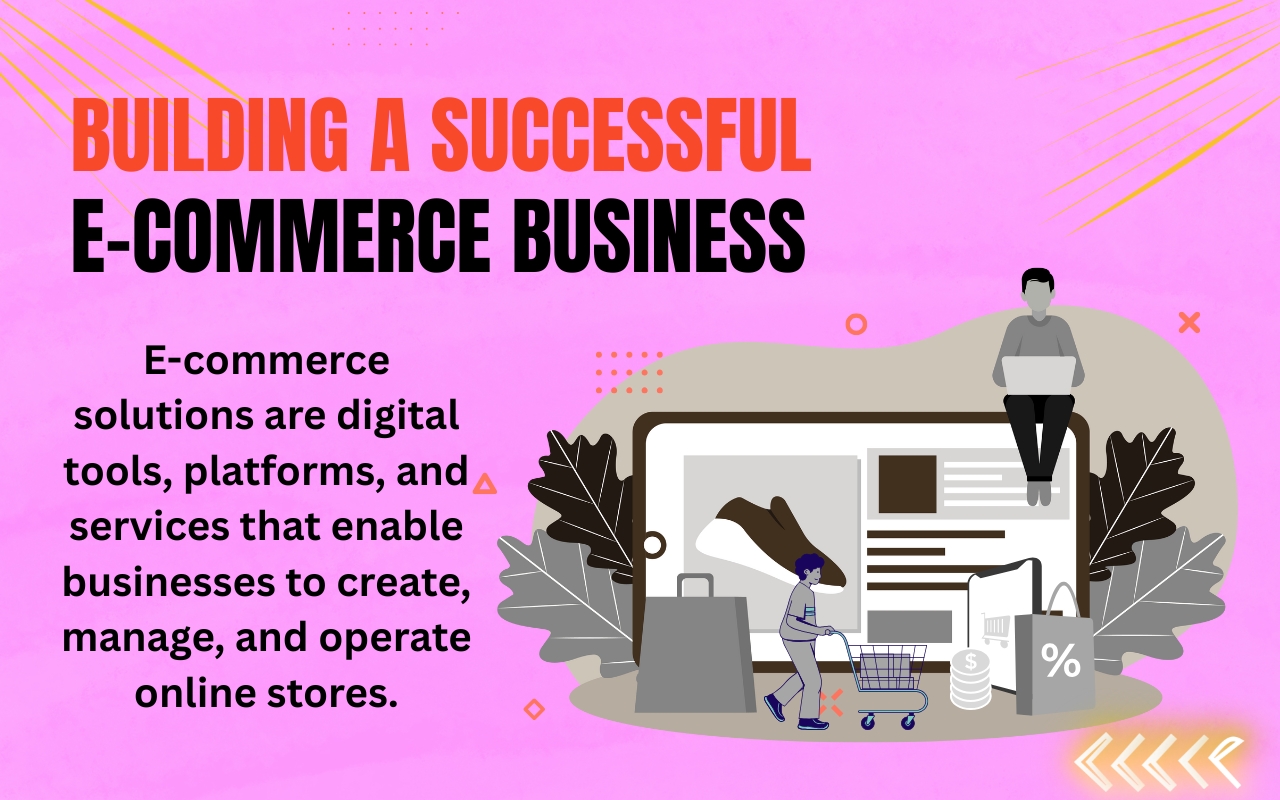 BUILDING A SUCCESSFUL
E-COMMERCE BUSINESS
E-commerce
solutions are digital
tools, platforms, and
services that enable
businesses to create,
manage, and operate
online stores.
$
%